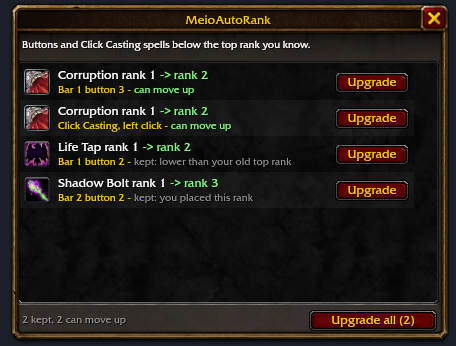 MeioAutoRank
Buttons and Click Casting spells below the top rank you know.
Corruption rank 1 -> rank 2
Bar 1 button 3 - can move up
Upgrade
Corruption rank 1 -> rank 2
Click Casting, left click - can move up
Upgrade
Life Tap rank 1 -> rank 2
Bar 1 button 2 - kept: lower than your old top rank
Upgrade
Shadow Bolt rank 1 -> rank 3
Bar 2 button 2 - kept: you placed this rank
Upgrade
2 kept, 2 can move up
Upgrade all (2)